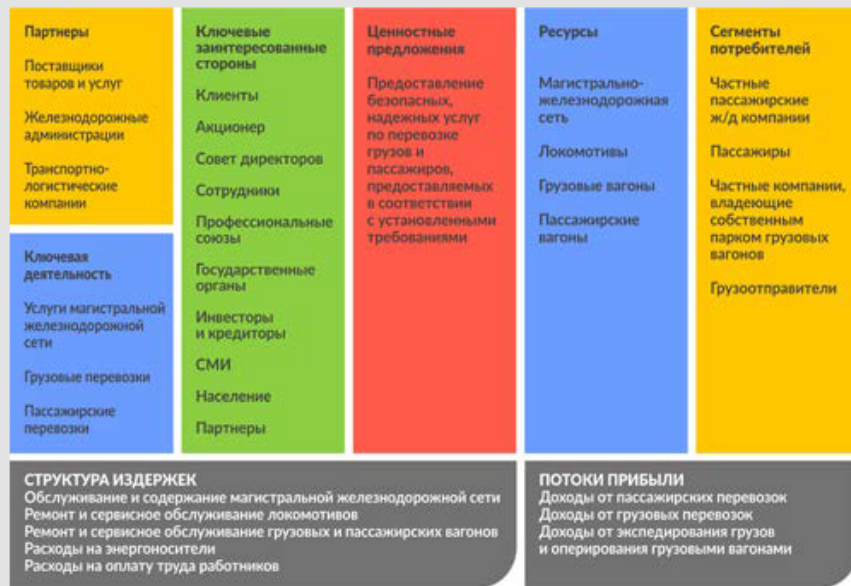 Партнеры
Поставщики
товаров и услуг
Железнодорожные
администрации
Транспортно-
логистические
компании
Ключевая
деятельность
Услуги магистральной
железнодорожной
сети
Грузовые перевозки
Пассажирские
перевозки
Ключевые
заинтересованные
стороны
Клиенты
Акционер
Совет директоров
Сотрудники
Профессиональные
союзы
Государственные
органы
Инвесторы
и кредиторы
СМИ
Население
Партнеры
Ценностные
предложения
Предоставление
безопасных,
надежных услуг
по перевозке
грузов и
пассажиров,
предоставляемых
в соответствии
с установленными
требованиями
Ресурсы
Магистрально-
железнодорожная
сеть
Локомотивы
Грузовые вагоны
Пассажирские
вагоны
Сегменты
потребителей
Частные
пассажирские
ж/д компании
Пассажиры
Частные компании,
владеющие
собственным
парком грузовых
вагонов
Грузоотправители
СТРУКТУРА ИЗДЕРЖЕК
Обслуживание и содержание магистральной железнодорожной сети
Ремонт и сервисное обслуживание локомотивов
Ремонт и сервисное обслуживание грузовых и пассажирских вагонов
Расходы на энергоносители
Расходы на оплату труда работников
ПОТОКИ ПРИБЫЛИ
Доходы от пассажирских перевозок
Доходы от грузовых перевозок
Доходы от экспедирования грузов
и оперирования грузовыми вагонами